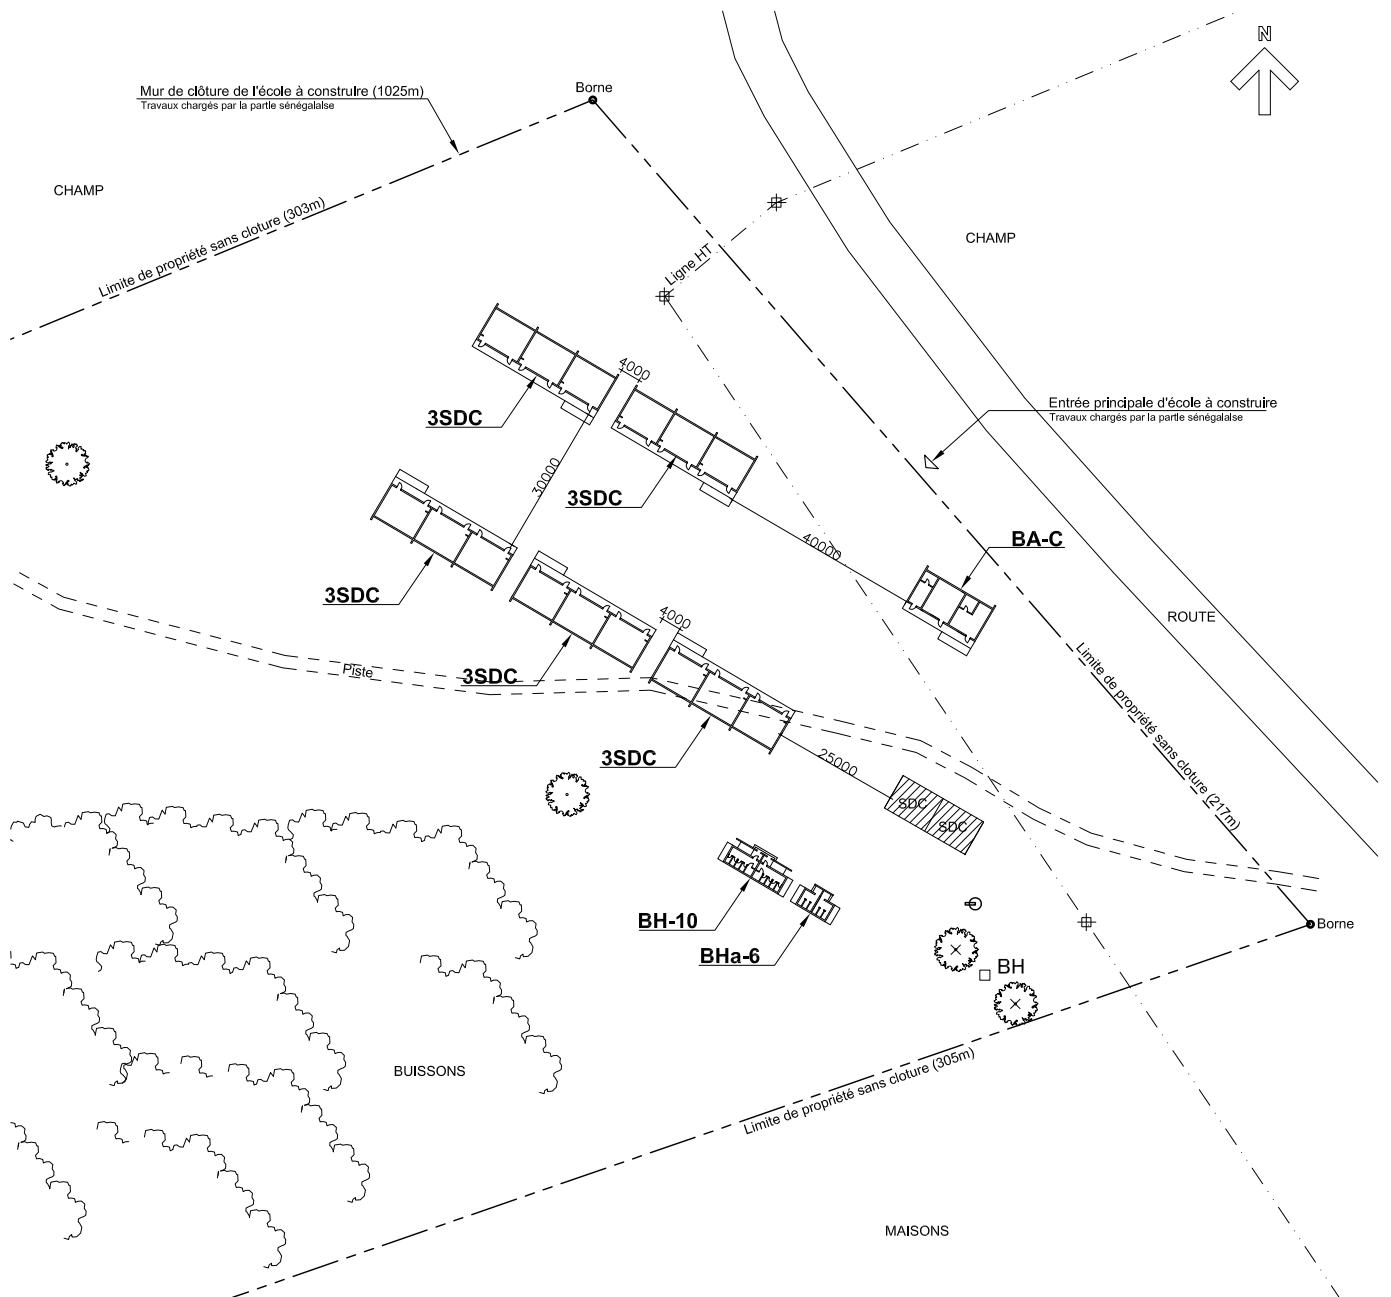 N
Borne
Mur de clôture de l'école à construire (1025m)
Travaux chargés par la partie sénégalaise
CHAMP
Limite de propriété sans cloture (303m)
CHAMP
Ligne HT
4000
3SDC
Entrée principale d'école à construire
Travaux chargés par la partie sénégalaise
30000
3SDC
40000
BA-C
3SDC
4000
ROUTE
Piste
3SDC
Limite de propriété sans cloture (217m)
3SDC
25000
SDC
SDC
BH-10
BHa-6
Borne
BH
BUISSONS
Limite de propriété sans cloture (305m)
MAISONS